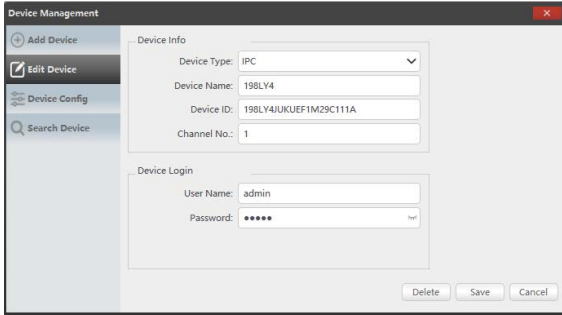 Device Management
Add Device
Edit Device
Device Config
Search Device
Device Info
Device Type: IPC
Device Name: 198LY4
Device ID: 198LY4JUKUEF1M29C111A
Channel No.: 1
Device Login
User Name: admin
Password: •••••
Delete Save Cancel